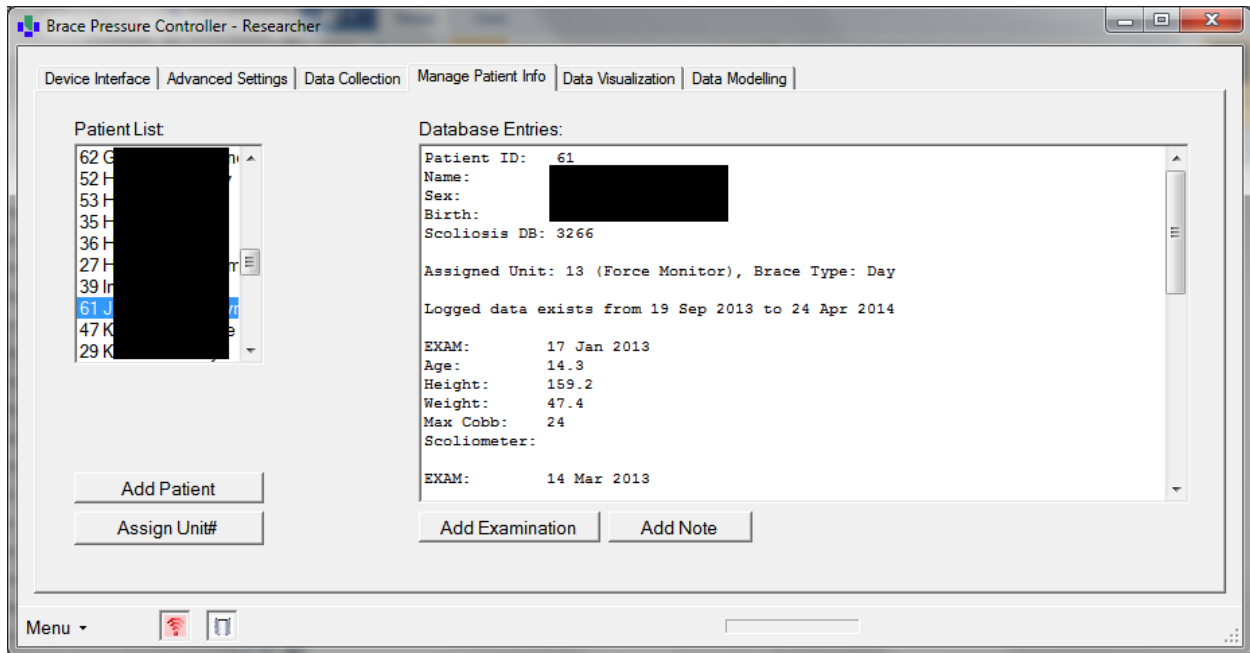 Brace Pressure Controller - Researcher
Device Interface Advanced Settings Data Collection Manage Patient Info Data Visualization Data Modelling
Patient List:
62 G
52 H
53 H
35 H
36 H
27 H
39 In
61 J
47 K
29 K
Add Patient
Assign Unit#
Database Entries:
Patient ID: 61
Name:
Sex:
Birth:
Scoliosis DB: 3266
Assigned Unit: 13 (Force Monitor), Brace Type: Day
Logged data exists from 19 Sep 2013 to 24 Apr 2014
EXAM: 17 Jan 2013
Age: 14.3
Height: 159.2
Weight: 47.4
Max Cobb: 24
Scoliometer:
EXAM: 14 Mar 2013
Add Examination Add Note
Menu